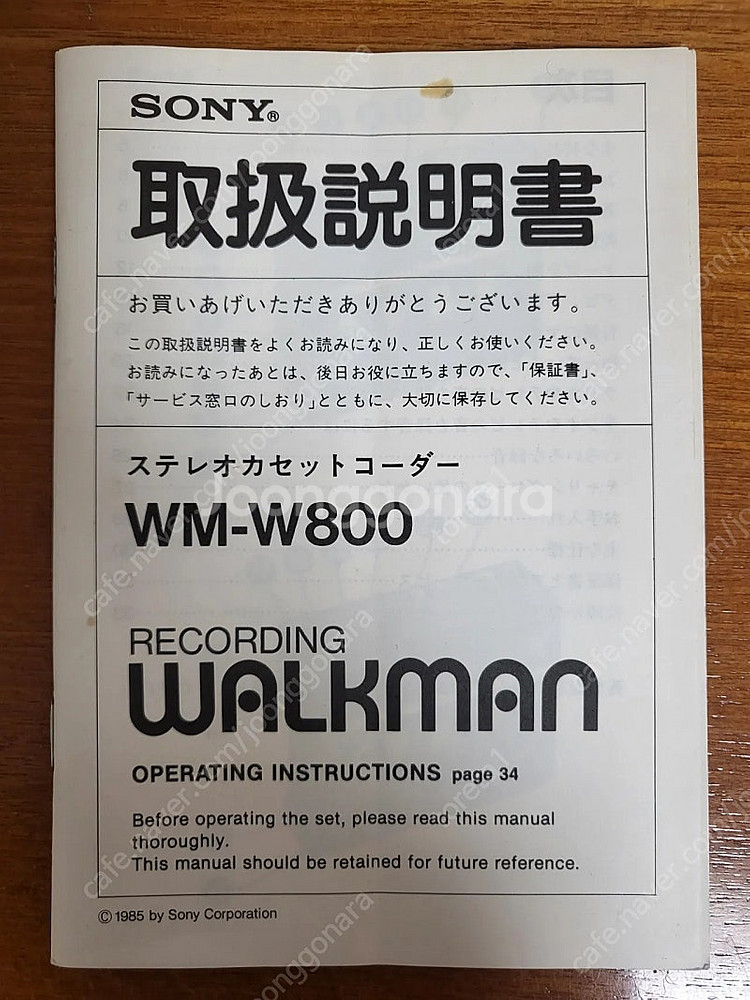 SONY®
取扱説明書
お買いあげいただきありがとうございます。
この取扱説明書をよくお読みになり、正しくお使いください。
お読みになったあとは、後日お役に立ちますので、「保証書」、
「サービス窓口のしおり」とともに、大切に保存してください。
ステレオカセットコーダー
joonggonara
WM-W800
RECORDING
WALKMAN
OPERATING INSTRUCTIONS page 34
Before operating the set, please read this manual
thoroughly.
This manual should be retained for future reference.
© 1985 by Sony Corporation